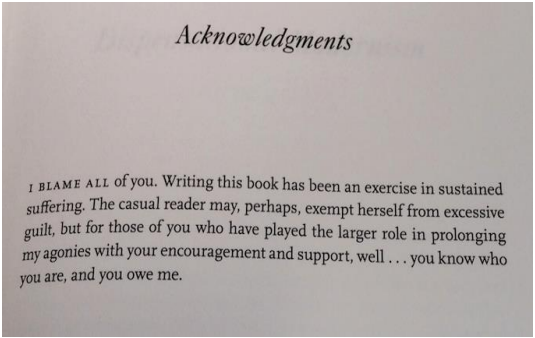 Acknowledgments
I BLAME ALL of you. Writing this book has been an exercise in sustained
suffering. The casual reader may, perhaps, exempt herself from excessive
guilt, but for those of you who have played the larger role in prolonging
my agonies with your encouragement and support, well . . . you know who
you are, and you owe me.